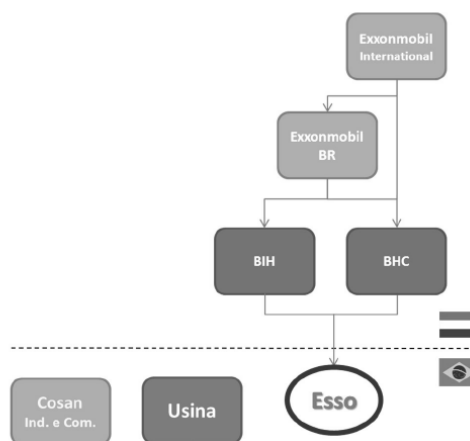 Exxonmobil
International
Exxonmobil
BR
BIH
BHC
Cosan
Ind. e Com.
Usina
Esso